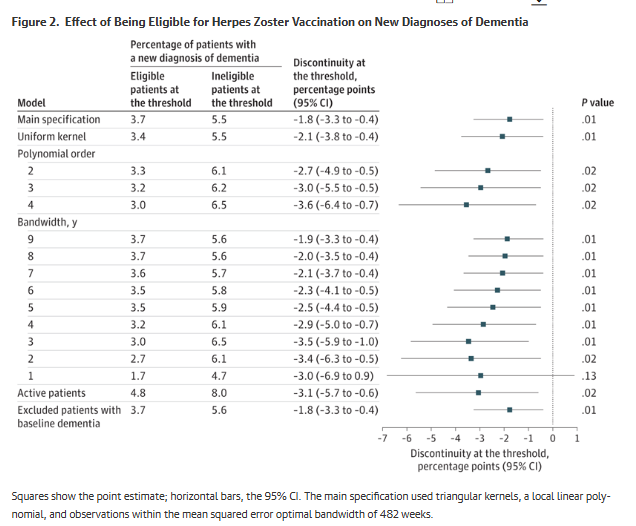 Figure 2. Effect of Being Eligible for Herpes Zoster Vaccination on New Diagnoses of Dementia
Percentage of patients with
a new diagnosis of dementia
Discontinuity at
the threshold,
percentage points
(95% CI)
Eligible
patients at
the threshold
Ineligible
patients at
the threshold
Model
P value
Main specification 3.7 5.5 -1.8 (-3.3 to -0.4) .01
Uniform kernel 3.4 5.5 -2.1 (-3.8 to -0.4) .01
Polynomial order
2 3.3 6.1 -2.7 (-4.9 to -0.5) .02
3 3.2 6.2 -3.0 (-5.5 to -0.5) .02
4 3.0 6.5 -3.6 (-6.4 to -0.7) .02
Bandwidth, y
9 3.7 5.6 -1.9 (-3.3 to -0.4) .01
8 3.7 5.6 -2.0 (-3.5 to -0.4) .01
7 3.6 5.7 -2.1 (-3.7 to -0.4) .01
6 3.5 5.8 -2.3 (-4.1 to -0.5) .01
5 3.5 5.9 -2.5 (-4.4 to -0.5) .01
4 3.2 6.1 -2.9 (-5.0 to -0.7) .01
3 3.0 6.5 -3.5 (-5.9 to -1.0) .01
2 2.7 6.1 -3.4 (-6.3 to -0.5) .02
1 1.7 4.7 -3.0 (-6.9 to 0.9) .13
Active patients 4.8 8.0 -3.1 (-5.7 to -0.6) .02
Excluded patients with 3.7 5.6 -1.8 (-3.3 to -0.4) .01
baseline dementia
-7 -6 -5 -4 -3 -2 -1 0 1
Discontinuity at the threshold,
percentage points (95% CI)
Squares show the point estimate; horizontal bars, the 95% CI. The main specification used triangular kernels, a local linear poly-
nomial, and observations within the mean squared error optimal bandwidth of 482 weeks.